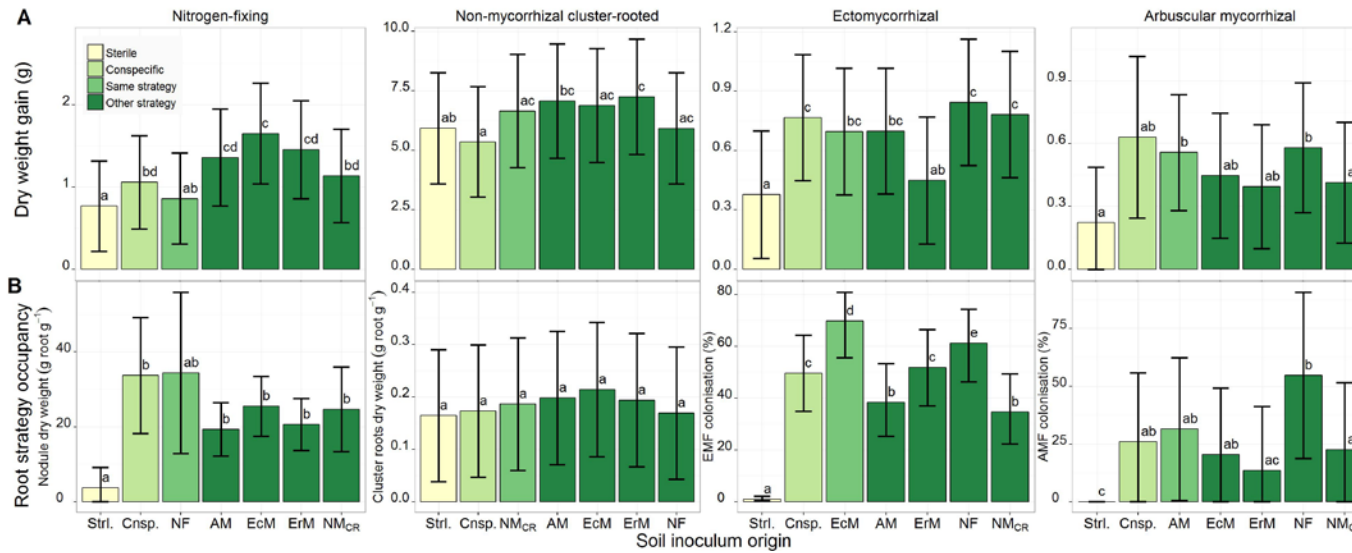 A
Nitrogen-fixing
Non-mycorrhizal cluster-rooted
Ectomycorrhizal
Arbuscular mycorrhizal
Dry weight gain (g)
Sterile
Conspecific
Same strategy
Other strategy
2
1
0
a
bd
ab
cd
c
cd
bd
10.0
7.5
5.0
2.5
0.0
ab
a
ac
bc
ac
c
ac
1.2
0.9
0.6
0.3
0.0
a
c
bc
bc
ab
c
c
0.9
0.6
0.3
0.0
a
ab
b
ab
ab
b
a
B
Root strategy occupancy
Nodule dry weight (g root g⁻¹)
40
20
0
a
b
ab
b
b
b
b
Cluster roots dry weight (g root g⁻¹)
0.4
0.3
0.2
0.1
0.0
a
a
a
a
a
a
a
EMF colonisation (%)
80
60
40
20
0
a
c
d
b
c
e
b
AMF colonisation (%)
75
50
25
0
c
ab
ab
ab
ac
b
a
Strl. Cnsp. NF AM EcM ErM NMCR
Strl. Cnsp. NMCR AM EcM ErM NF
Strl. Cnsp. EcM AM ErM NF NMCR
Strl. Cnsp. AM EcM ErM NF NMC
Soil inoculum origin